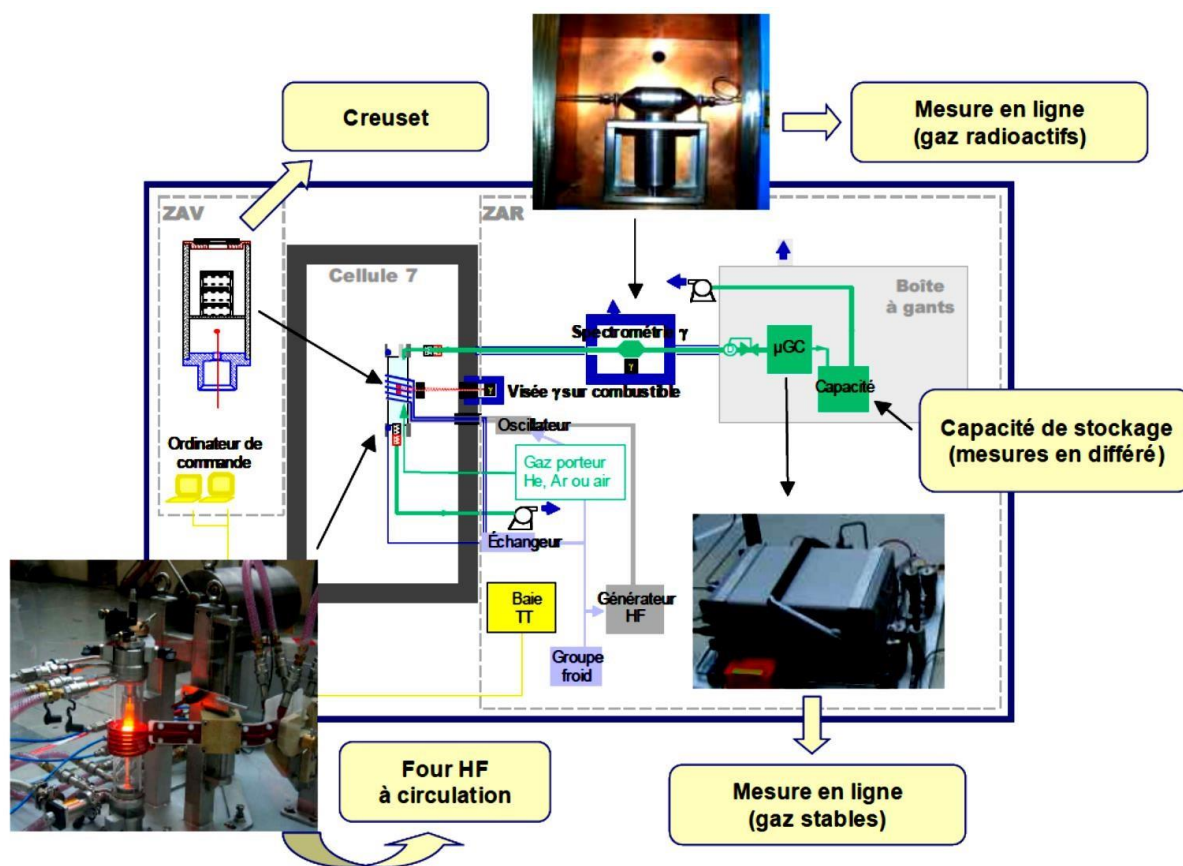 Creuset
Mesure en ligne
(gaz radioactifs)
ZAV
ZAR
Cellule 7
Boîte
à gants
Spectrométrie γ
γ
µGC
Capacité
Visée γ sur combustible
γ
Oscillateur
Capacité de stockage
(mesures en différé)
Ordinateur de
commande
Gaz porteur
He, Ar ou air
Échangeur
Baie
TT
Générateur
HF
Groupe
froid
Four HF
à circulation
Mesure en ligne
(gaz stables)